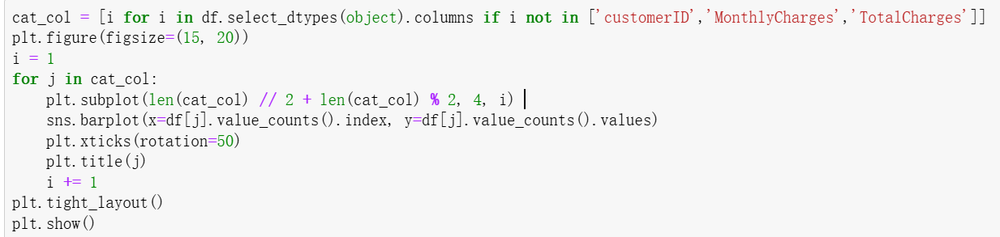 cat_col = [i for i in df.select_dtypes(object).columns if i not in ['customerID','MonthlyCharges','TotalCharges']]
plt.figure(figsize=(15, 20))
i = 1
for j in cat_col:
    plt.subplot(len(cat_col) // 2 + len(cat_col) % 2, 4, i)
    sns.barplot(x=df[j].value_counts().index, y=df[j].value_counts().values)
    plt.xticks(rotation=50)
    plt.title(j)
    i += 1
plt.tight_layout()
plt.show()